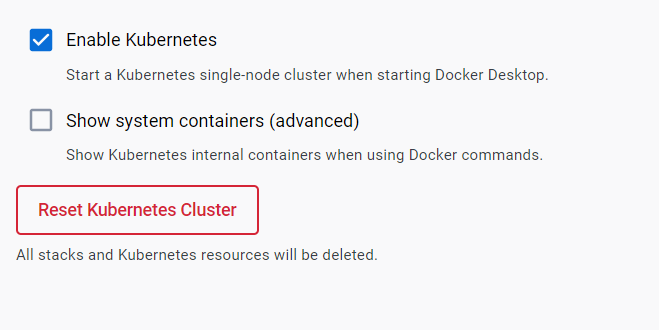 Enable Kubernetes
Start a Kubernetes single-node cluster when starting Docker Desktop.
Show system containers (advanced)
Show Kubernetes internal containers when using Docker commands.
Reset Kubernetes Cluster
All stacks and Kubernetes resources will be deleted.